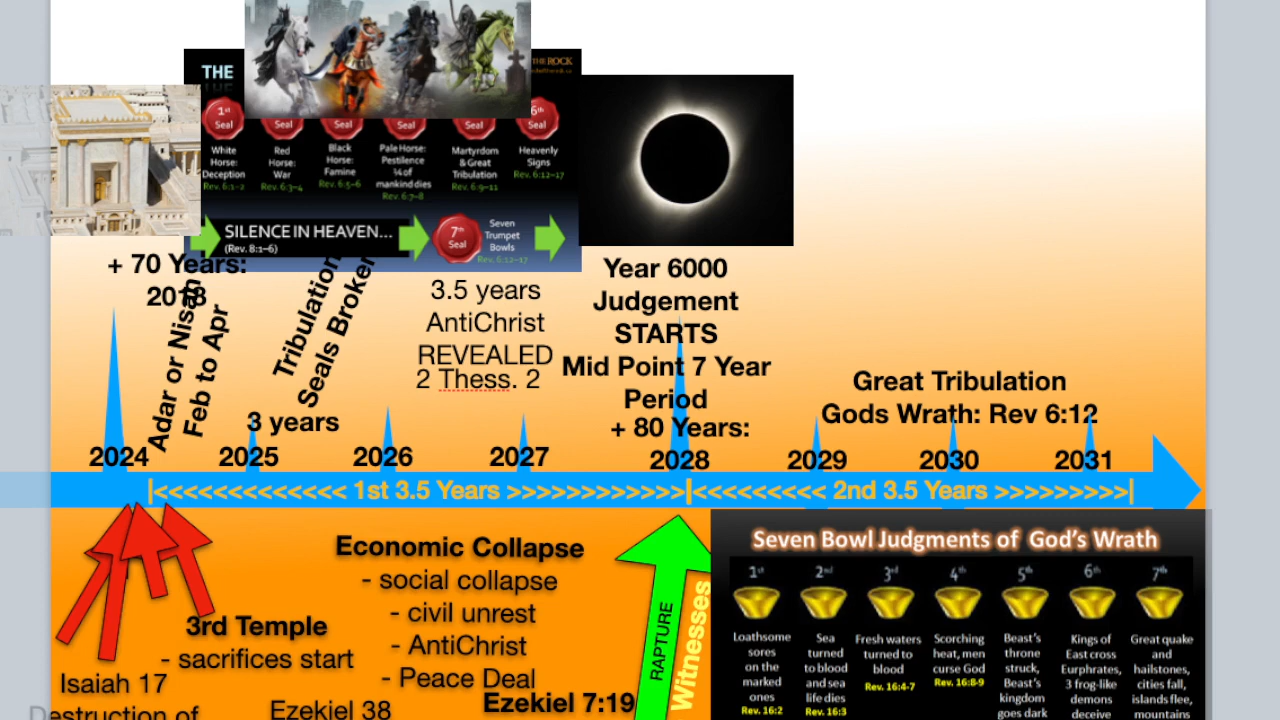 THE
THE ROCK
1st
Seal
Seal
Seal
Seal
Seal
6th
Seal
White
Horse:
Deception
Rev. 6:1-2
Red
Horse:
War
Rev. 6:3-4
Black
Horse:
Famine
Rev. 6:5-6
Pale Horse:
Pestilence
¼ of
mankind dies
Rev. 6:7-8
Martyrdom
& Great
Tribulation
Rev. 6:9-11
Heavenly
Signs
Rev. 6:12-17
SILENCE IN HEAVEN...
(Rev. 8:1-6)
7th
Seal
Seven
Trumpet
Bowls
Rev. 6:12-17
+ 70 Years:
2018
Adar or Nisan
Feb to Apr
Tribulation
Seals Broken
3 years
3.5 years
AntiChrist
REVEALED
2 Thess. 2
Year 6000
Judgement
STARTS
Mid Point 7 Year
Period
+ 80 Years:
Great Tribulation
Gods Wrath: Rev 6:12
2024
2025
2026
2027
2028
2029
2030
2031
|<<<<<<<<<<<<< 1st 3.5 Years >>>>>>>>>>>>|<<<<<<<<< 2nd 3.5 Years >>>>>>>>>|
Economic Collapse
- social collapse
- civil unrest
- AntiChrist
- Peace Deal
3rd Temple
- sacrifices start
Isaiah 17
Destruction of
Ezekiel 38
Ezekiel 7:19
RAPTURE
Witnesses
Seven Bowl Judgments of God's Wrath
1st
2nd
3rd
4th
5th
6th
7th
Loathsome
sores
on the
marked
ones
Rev. 16:2
Sea
turned
to blood
and sea
life dies
Rev. 16:3
Fresh waters
turned to
blood
Rev. 16:4-7
Scorching
heat, men
curse God
Rev. 16:8-9
Beast's
throne
struck,
Beast's
kingdom
goes dark
Kings of
East cross
Eurphrates,
3 frog-like
demons
deceive
Great quake
and
hailstones,
cities fall,
islands flee,
mountains